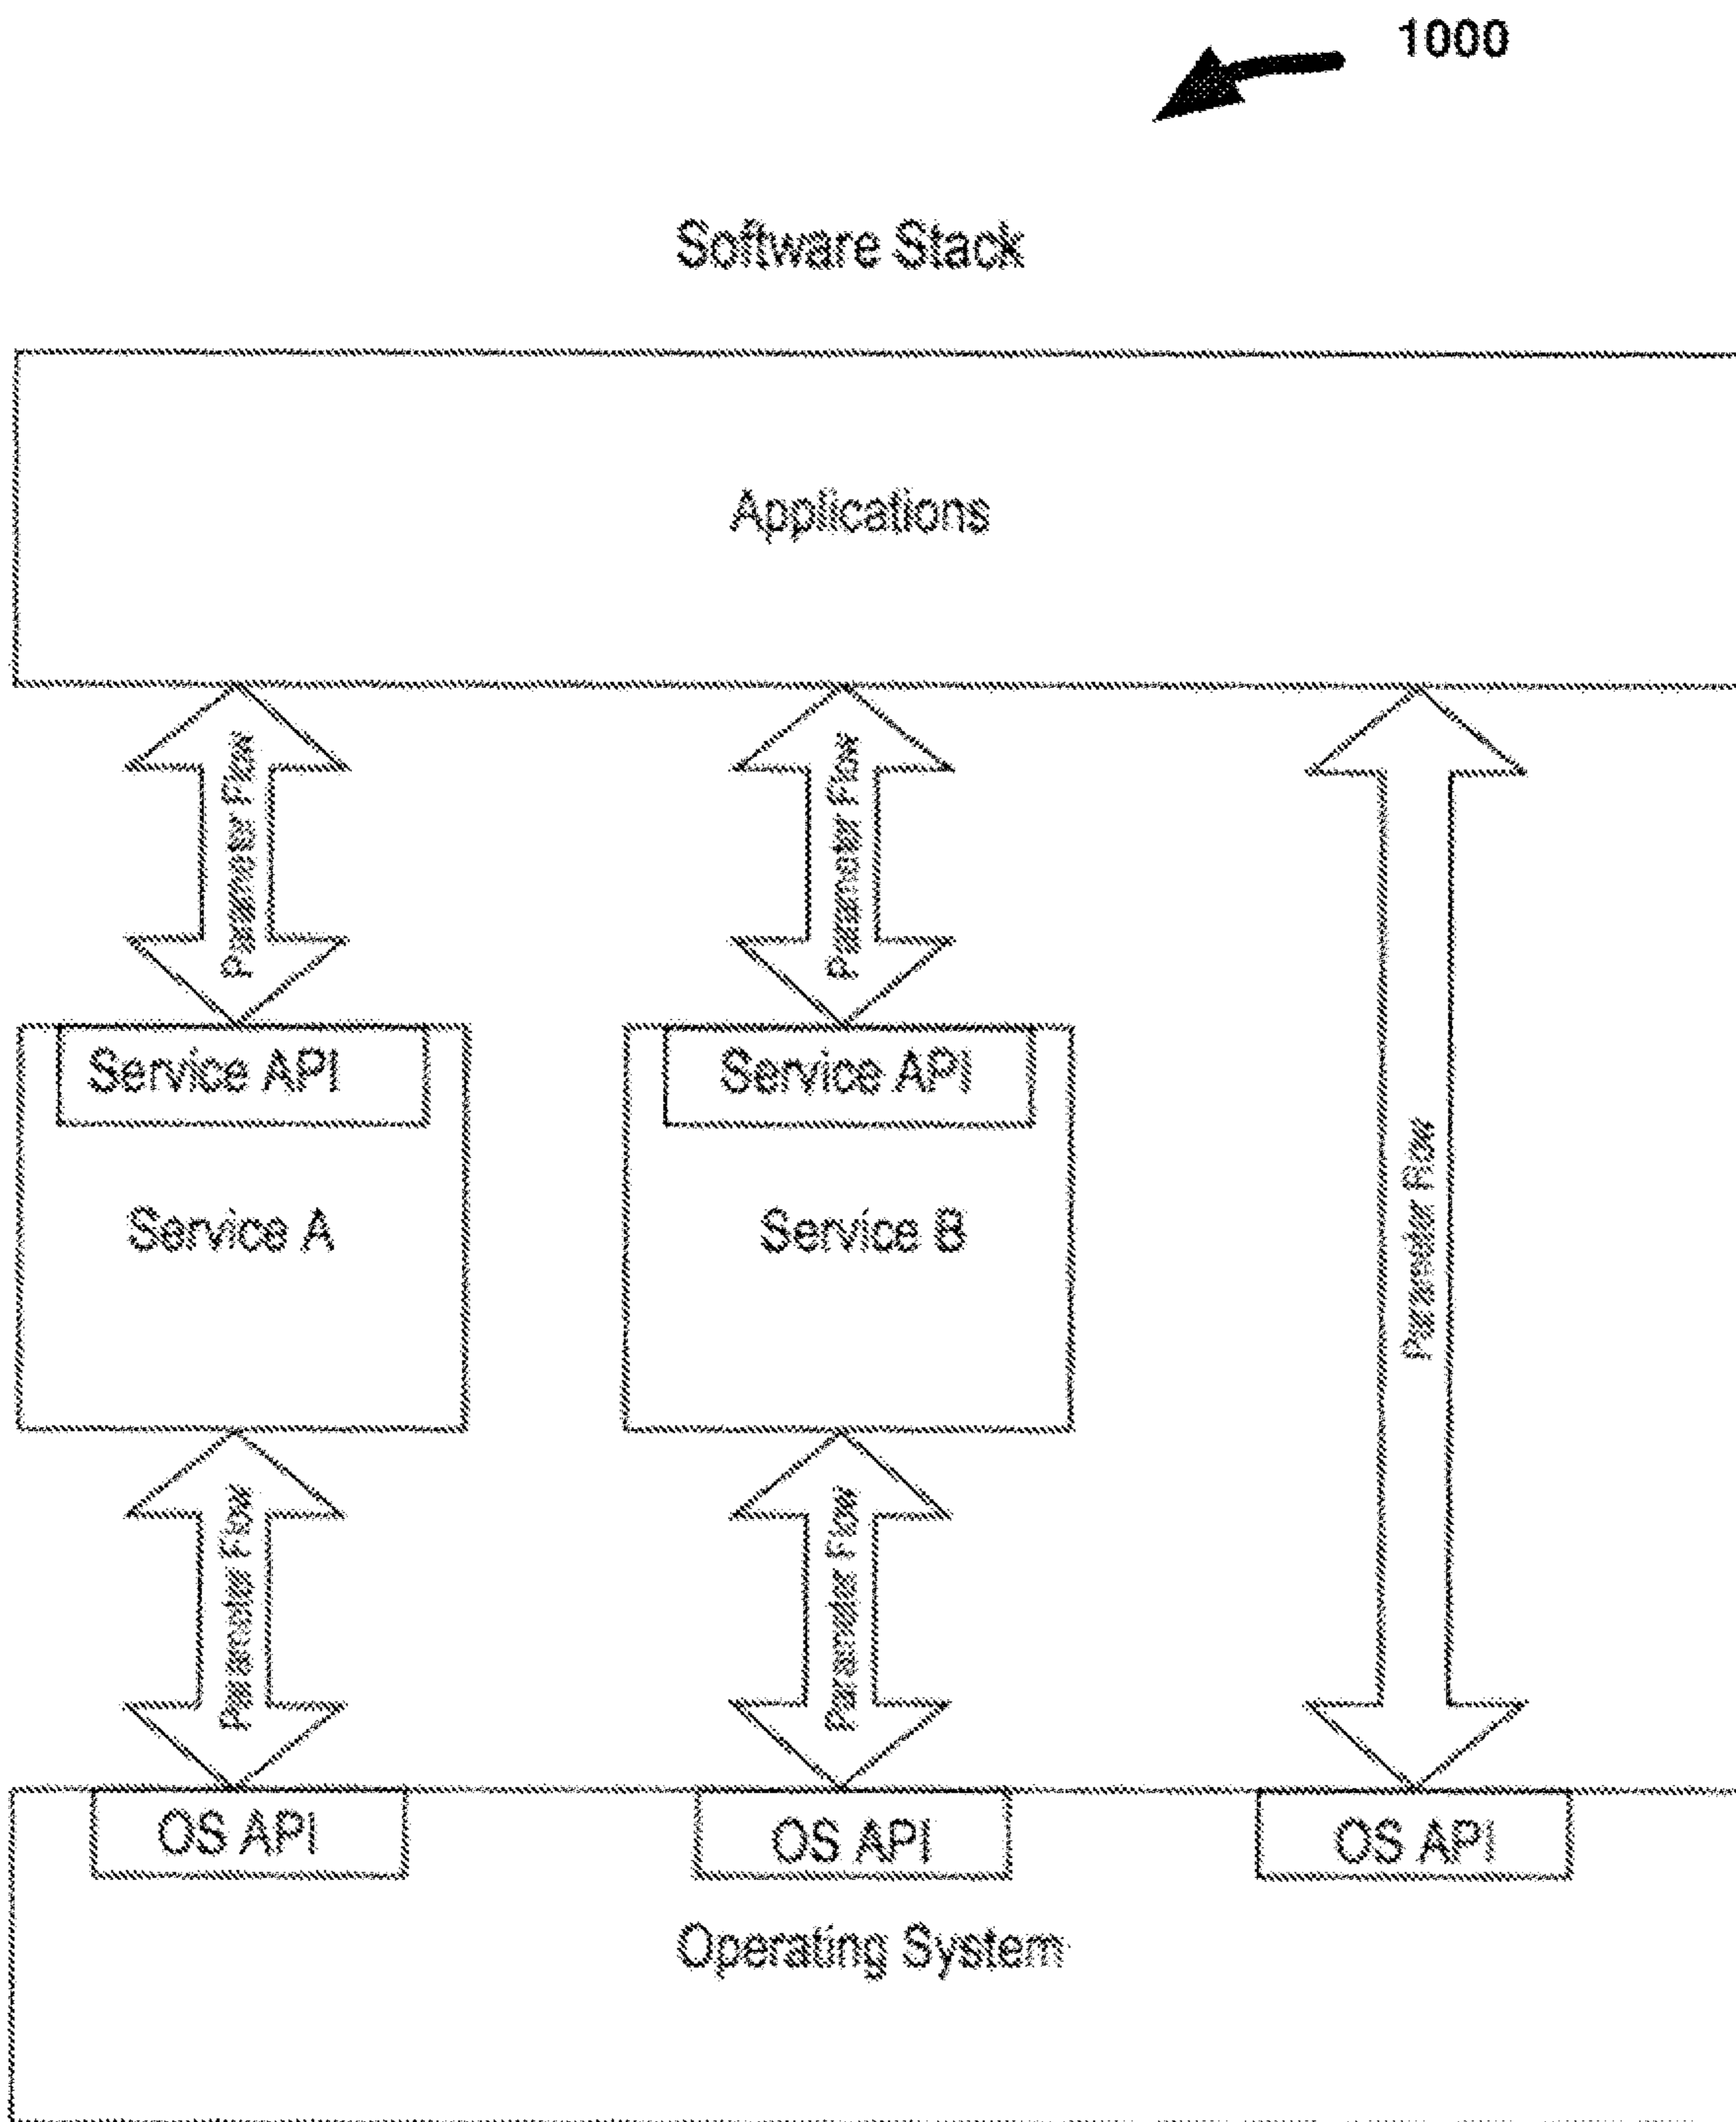 1000
Software Stack
Applications
Parameter Flow
Parameter Flow
Parameter Flow
Service API
Service API
Service A
Service B
Parameter Flow
Parameter Flow
OS API
OS API
OS API
Operating System